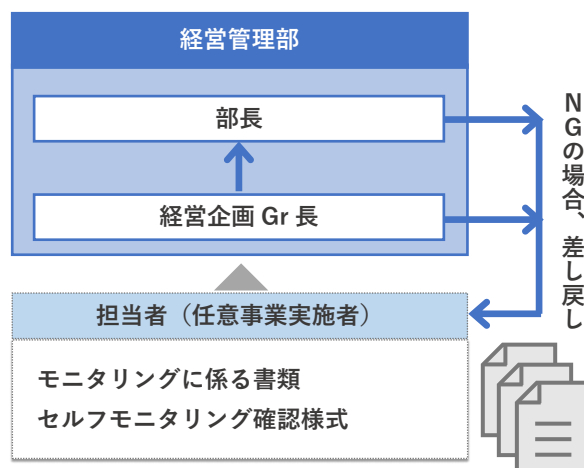 経営管理部
部長
経営企画 Gr 長
NGの場合、差し戻し
担当者（任意事業実施者）
モニタリングに係る書類
セルフモニタリング確認様式